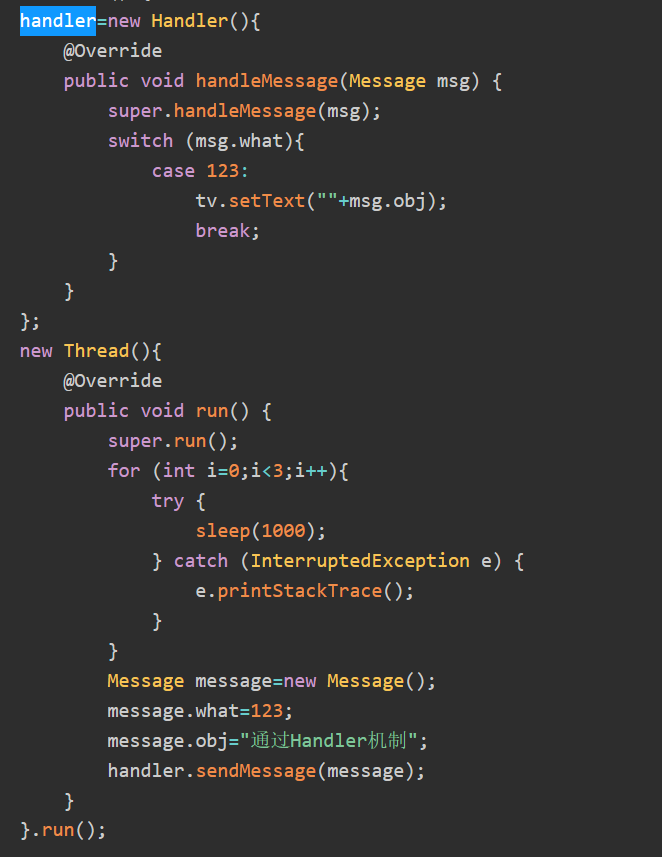 handler=new Handler(){
    @Override
    public void handleMessage(Message msg) {
        super.handleMessage(msg);
        switch (msg.what){
            case 123:
                tv.setText(""+msg.obj);
                break;
        }
    }
};
new Thread(){
    @Override
    public void run() {
        super.run();
        for (int i=0;i<3;i++){
            try {
                sleep(1000);
            } catch (InterruptedException e) {
                e.printStackTrace();
            }
        }
        Message message=new Message();
        message.what=123;
        message.obj="通过Handler机制";
        handler.sendMessage(message);
    }
}.run();